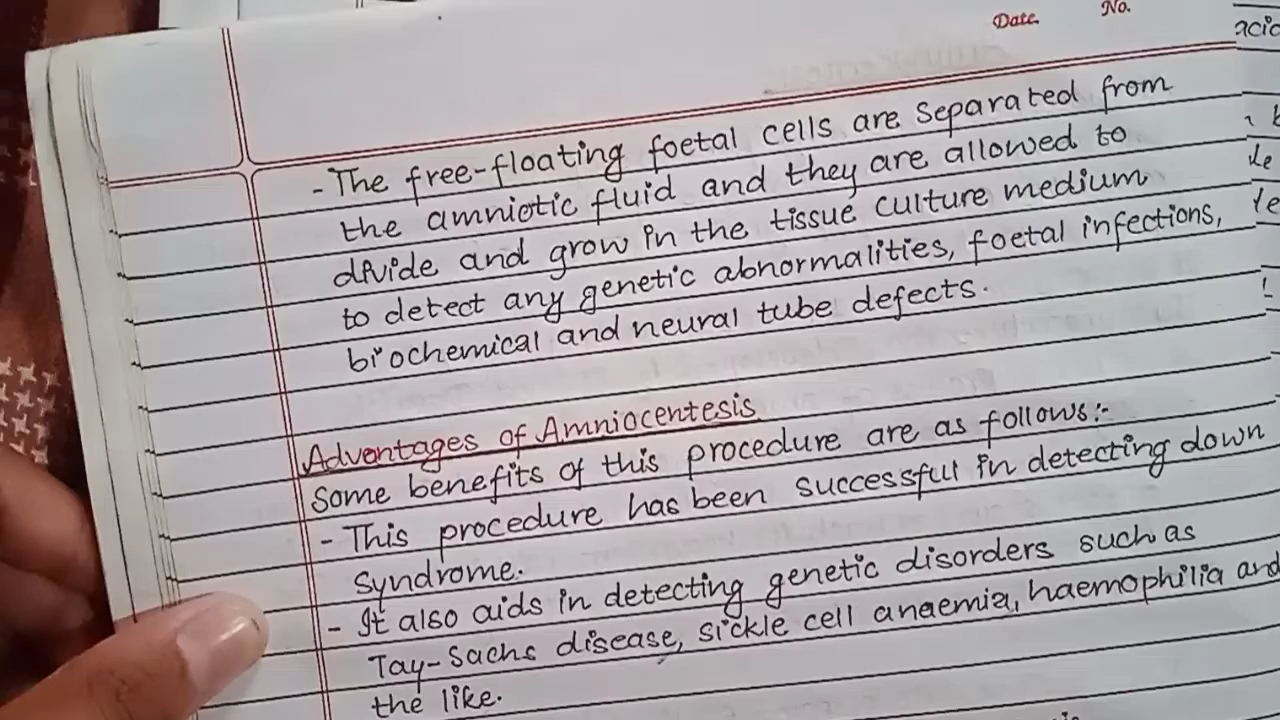 Date. No.
- The free-floating foetal cells are separated from
the amniotic fluid and they are allowed to
divide and grow in the tissue culture medium
to detect any genetic abnormalities, foetal infections,
biochemical and neural tube defects.
Advantages of Amniocentesis
Some benefits of this procedure are as follows:-
- This procedure has been successful in detecting down
syndrome.
- It also aids in detecting genetic disorders such as
Tay-Sachs disease, sickle cell anaemia, haemophilia and
the like.